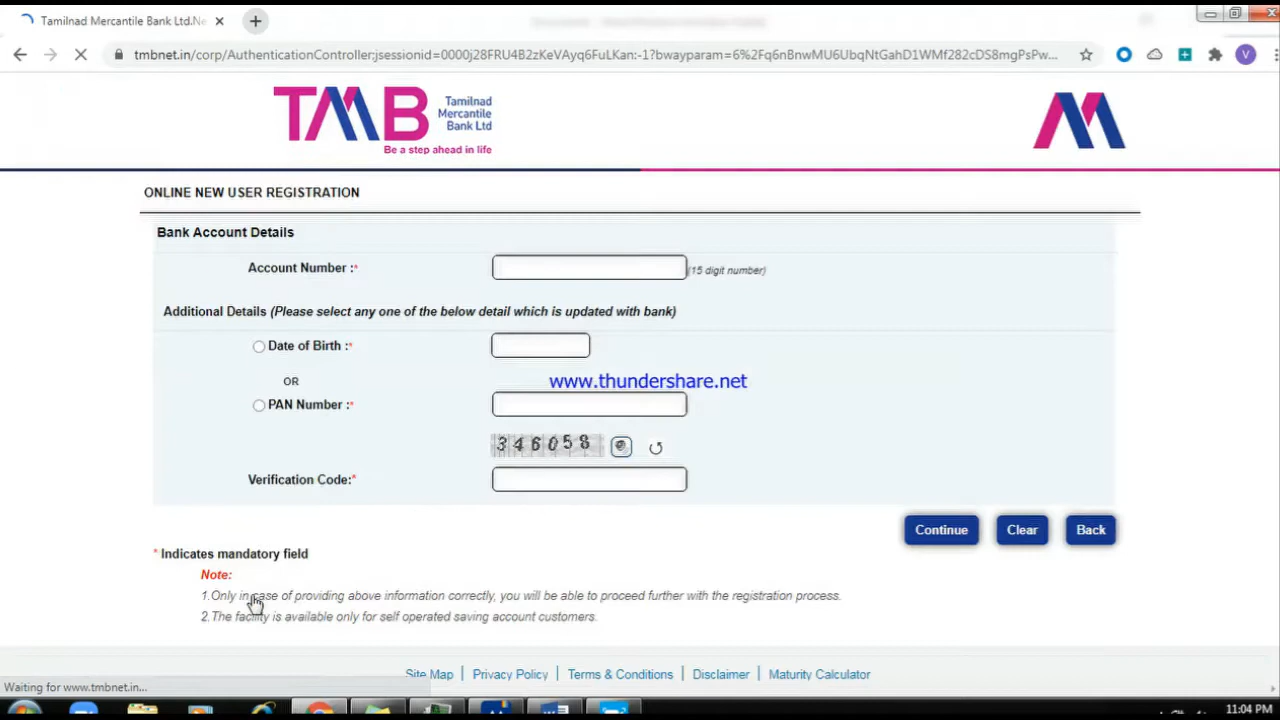 Tamilnad Mercantile Bank Ltd.Ne
tmbnet.in/corp/AuthenticationController;jsessionid=0000j28FRU4B2zKeVAyq6FuLKan:-1?bwayparam=6%2Fq6nBnwMU6UbqNtGahD1WMf282cDS8mgPsPw...
V
TMB
Tamilnad
Mercantile
Bank Ltd
Be a step ahead in life
ONLINE NEW USER REGISTRATION
Bank Account Details
Account Number :* (15 digit number)
Additional Details (Please select any one of the below detail which is updated with bank)
Date of Birth :*
OR
www.thundershare.net
PAN Number :*
346058
Verification Code:*
Continue Clear Back
* Indicates mandatory field
Note:
1.Only in case of providing above information correctly, you will be able to proceed further with the registration process.
2.The facility is available only for self operated saving account customers.
Site Map | Privacy Policy | Terms & Conditions | Disclaimer | Maturity Calculator
Waiting for www.tmbnet.in...
11:04 PM